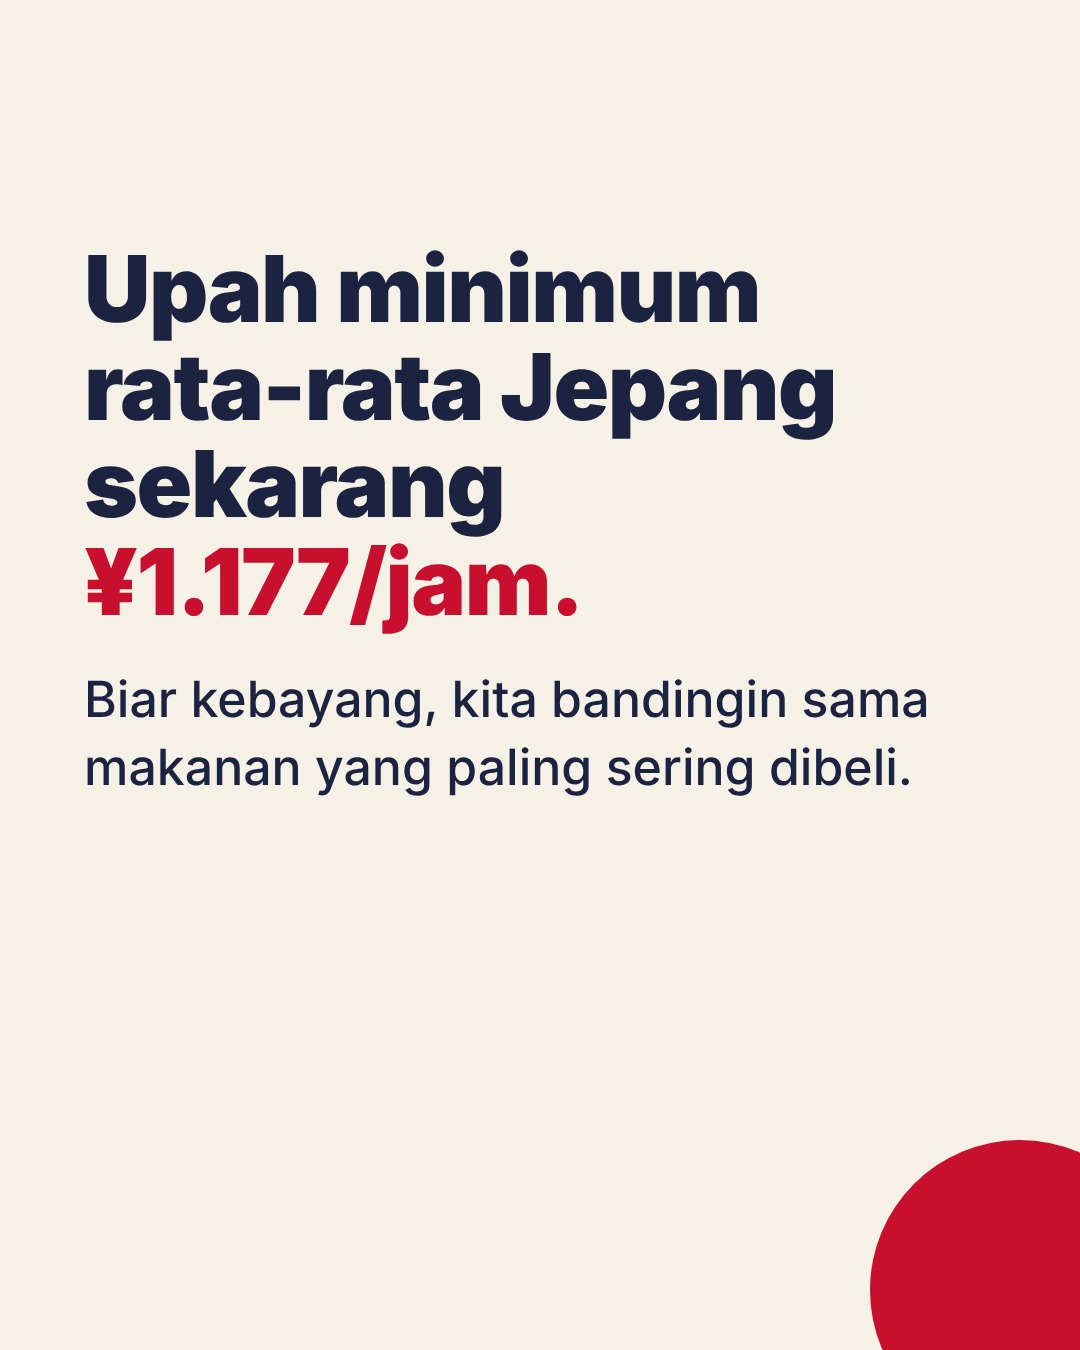 Upah minimum
rata-rata Jepang
sekarang
¥1.177/jam.
Biar kebayang, kita bandingin sama
makanan yang paling sering dibeli.